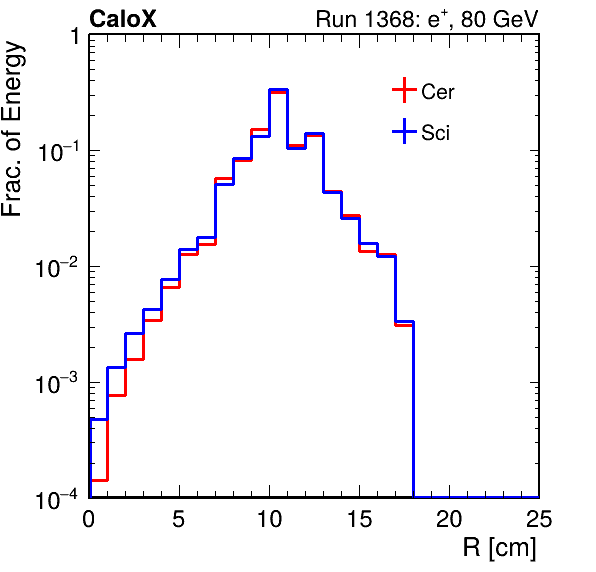 CaloX Run 1368: e⁺, 80 GeV
Frac. of Energy
1
10⁻¹
10⁻²
10⁻³
10⁻⁴
Cer
Sci
0 5 10 15 20 25
R [cm]